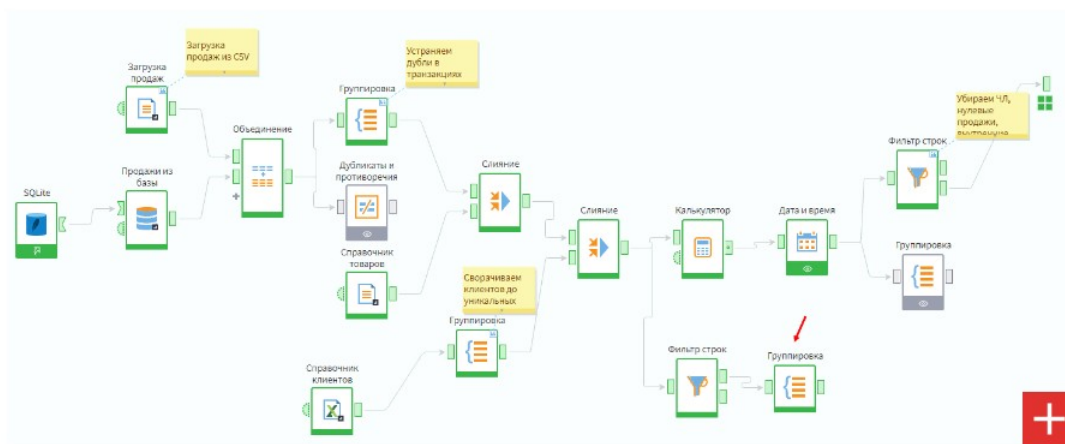 Загрузка
продаж из CSV
Загрузка
продаж
Устраняем
дубли в
транзакциях
Группировка
Объединение
Дубликаты и
противоречия
SQLite
Продажи из
базы
Слияние
Справочник
товаров
Сворачиваем
клиентов до
уникальных
Группировка
Справочник
клиентов
Слияние
Калькулятор
Дата и время
Убираем ЧЛ,
нулевые
продажи,
Фильтр строк
Группировка
Фильтр строк
Группировка